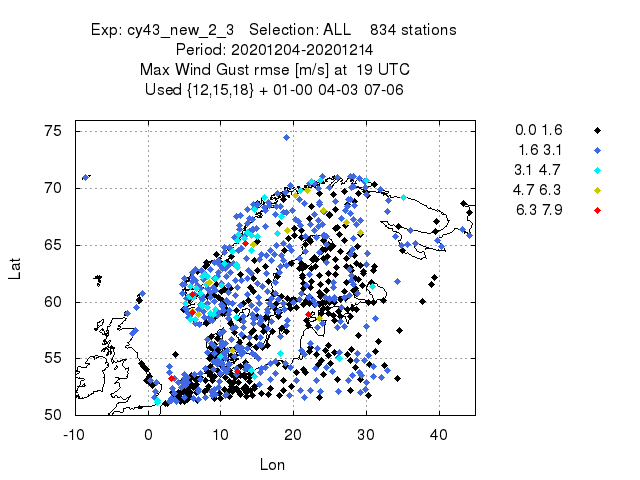 Exp: cy43_new_2_3   Selection: ALL    834 stations
Period: 20201204-20201214
Max Wind Gust rmse [m/s] at  19 UTC
Used {12,15,18} + 01-00 04-03 07-06
75
70
65
60
55
50
Lat
-10
0
10
20
30
40
Lon
0.0 1.6
1.6 3.1
3.1 4.7
4.7 6.3
6.3 7.9